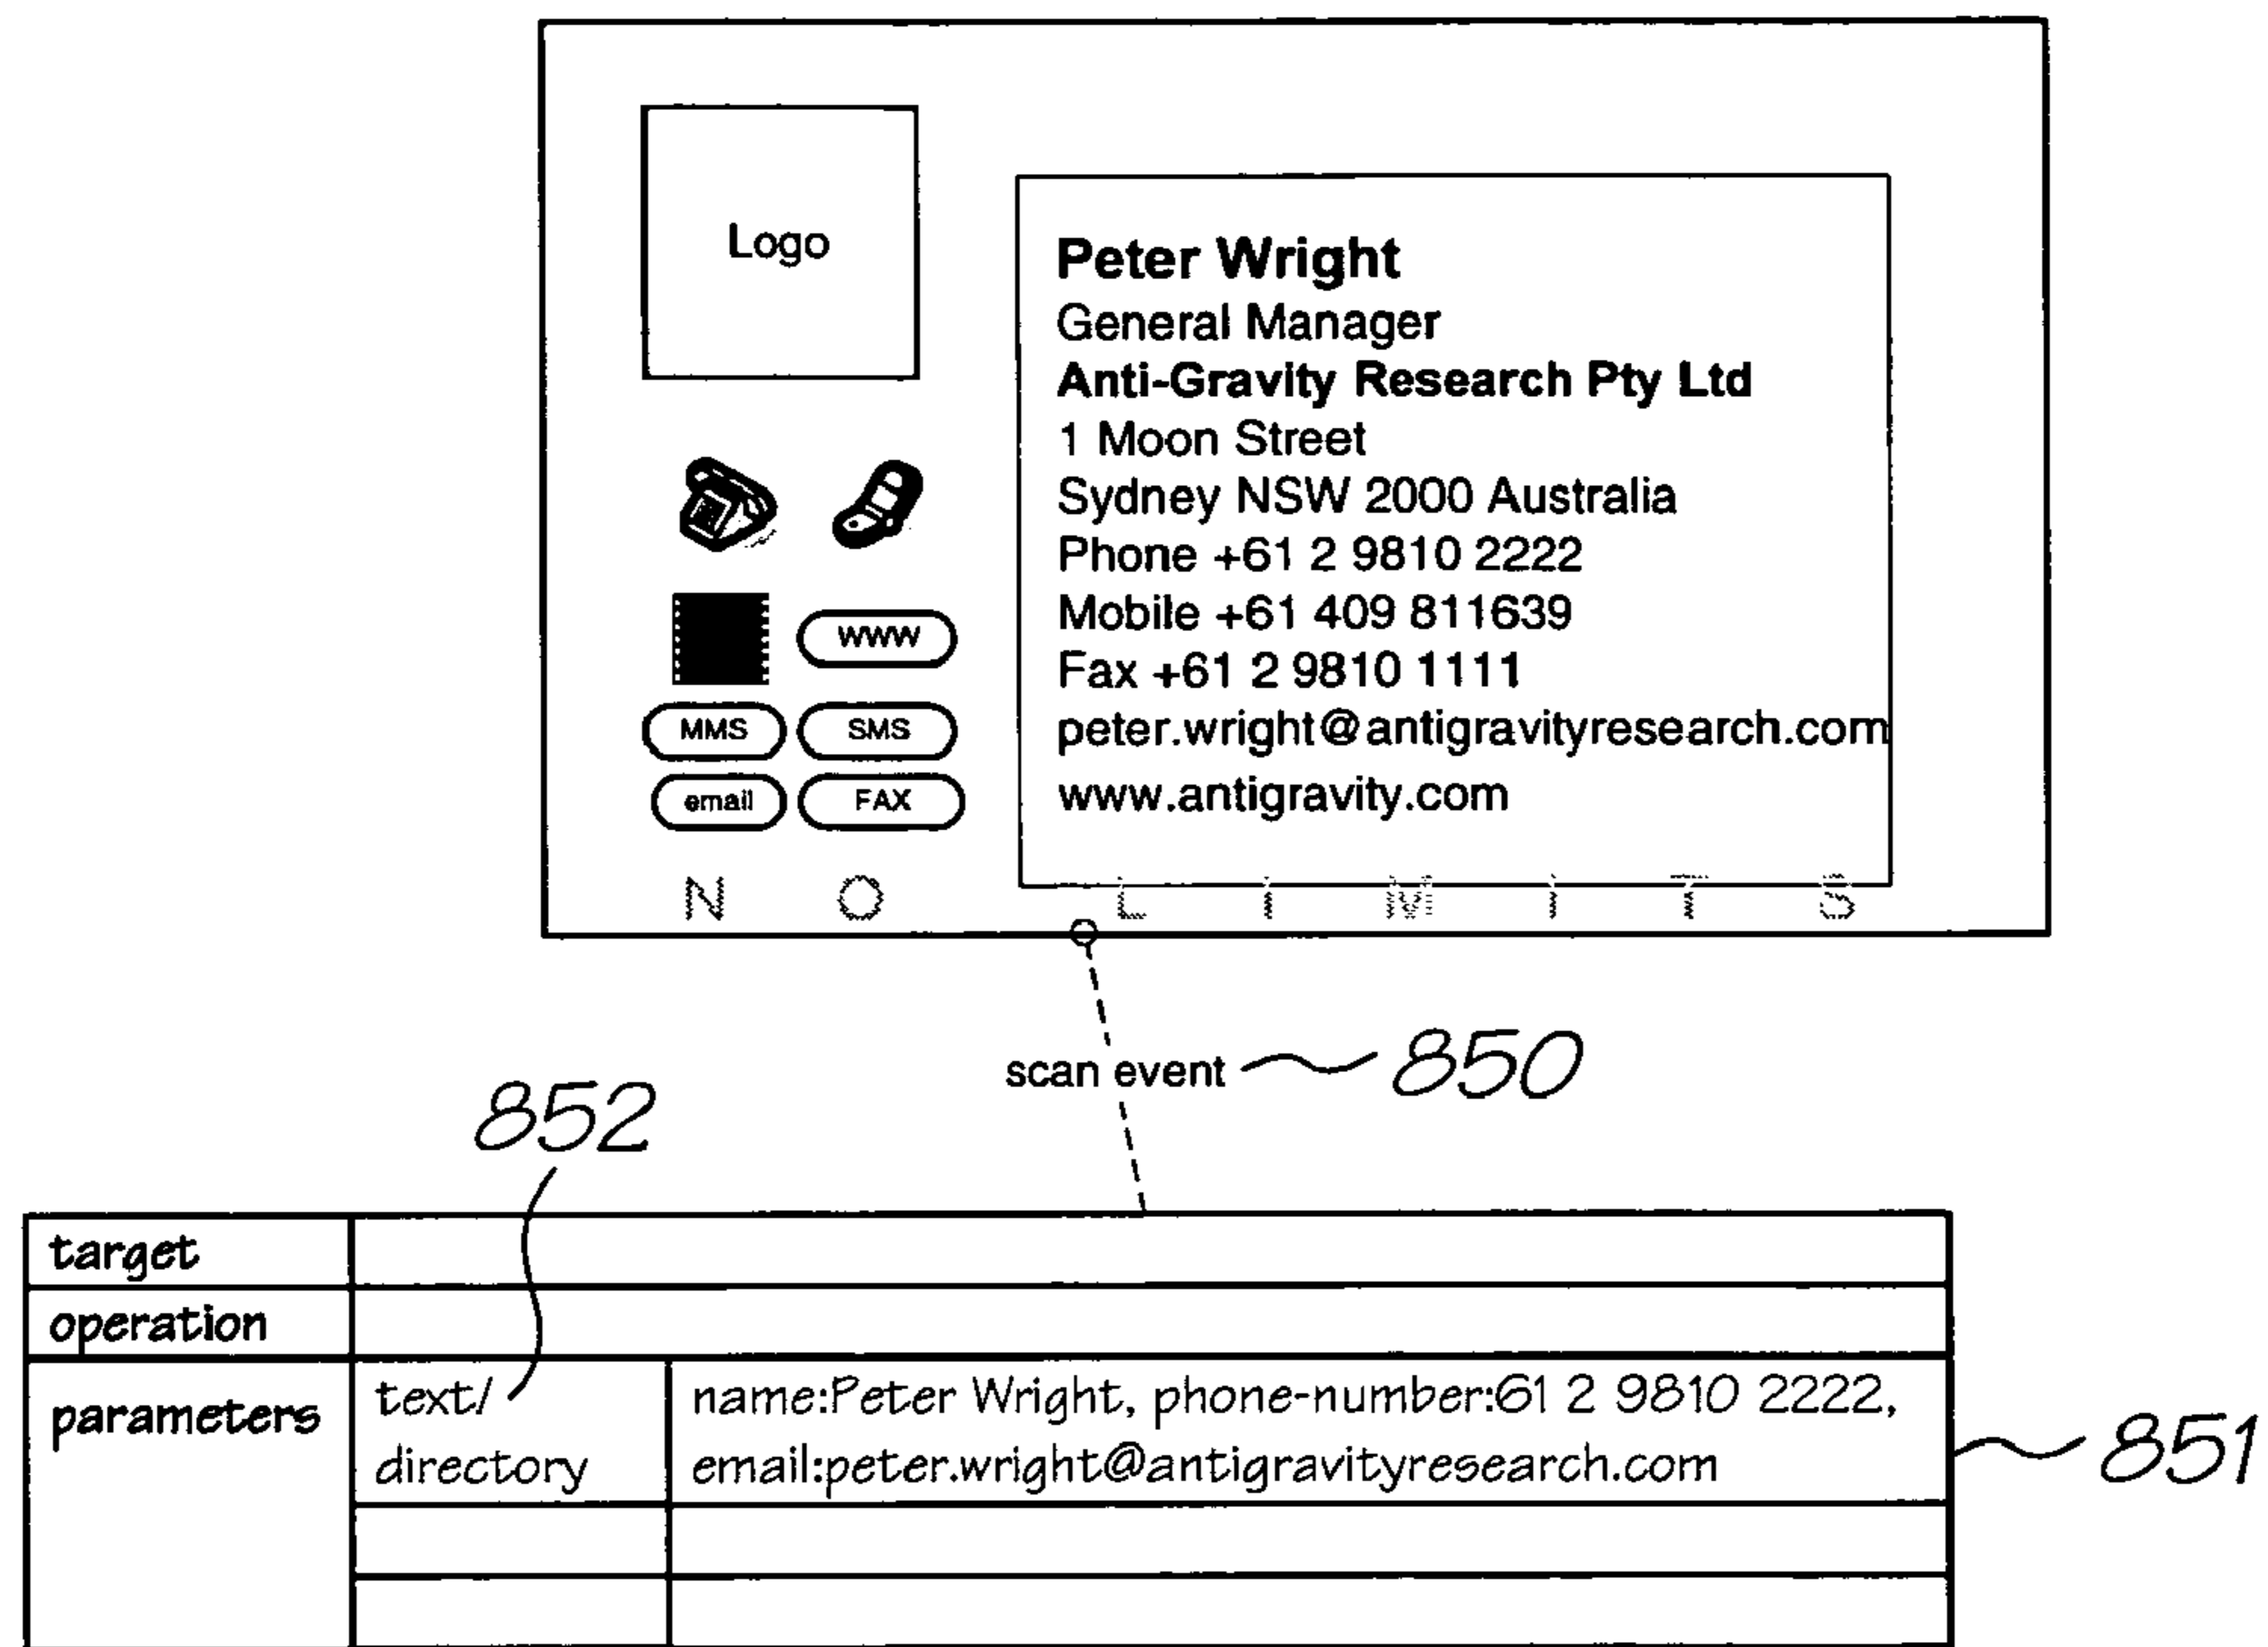 Logo
Peter Wright
General Manager
Anti-Gravity Research Pty Ltd
1 Moon Street
Sydney NSW 2000 Australia
Phone +61 2 9810 2222
Mobile +61 409 811639
Fax +61 2 9810 1111
peter.wright@antigravityresearch.com
www.antigravity.com
WWW
MMS SMS
email FAX
N O L I M I T S
scan event 850
852
target
operation
parameters
text/
directory
name:Peter Wright, phone-number:61 2 9810 2222,
email:peter.wright@antigravityresearch.com
851